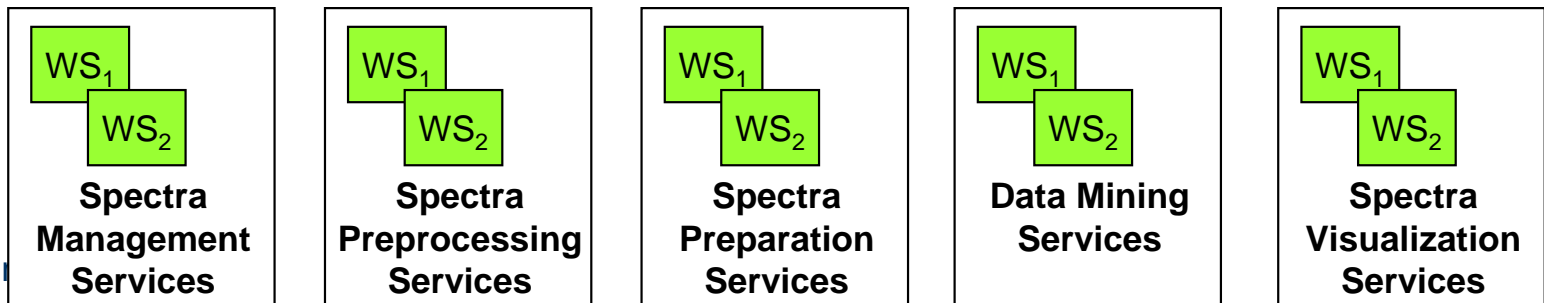 WS₁
WS₂
Spectra
Management
Services
WS₁
WS₂
Spectra
Preprocessing
Services
WS₁
WS₂
Spectra
Preparation
Services
WS₁
WS₂
Data Mining
Services
WS₁
WS₂
Spectra
Visualization
Services